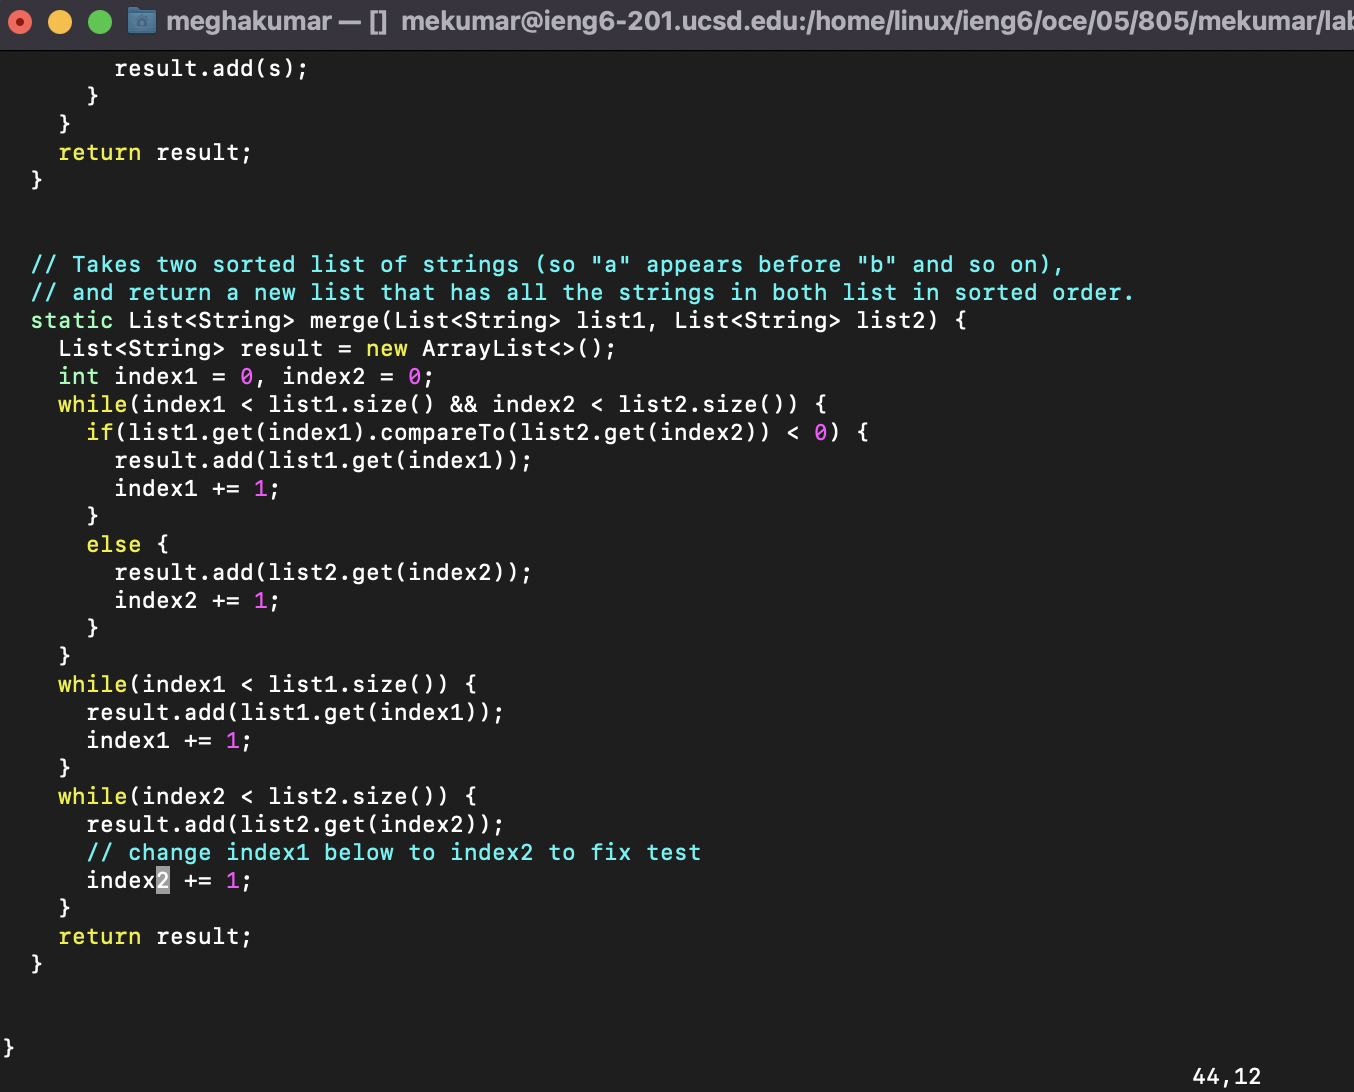 meghakumar — [] mekumar@ieng6-201.ucsd.edu:/home/linux/ieng6/oce/05/805/mekumar/lab
        result.add(s);
      }
    }
    return result;
  }
  // Takes two sorted list of strings (so "a" appears before "b" and so on),
  // and return a new list that has all the strings in both list in sorted order.
  static List<String> merge(List<String> list1, List<String> list2) {
    List<String> result = new ArrayList<>();
    int index1 = 0, index2 = 0;
    while(index1 < list1.size() && index2 < list2.size()) {
      if(list1.get(index1).compareTo(list2.get(index2)) < 0) {
        result.add(list1.get(index1));
        index1 += 1;
      }
      else {
        result.add(list2.get(index2));
        index2 += 1;
      }
    }
    while(index1 < list1.size()) {
      result.add(list1.get(index1));
      index1 += 1;
    }
    while(index2 < list2.size()) {
      result.add(list2.get(index2));
      // change index1 below to index2 to fix test
      index2 += 1;
    }
    return result;
  }
}
44,12